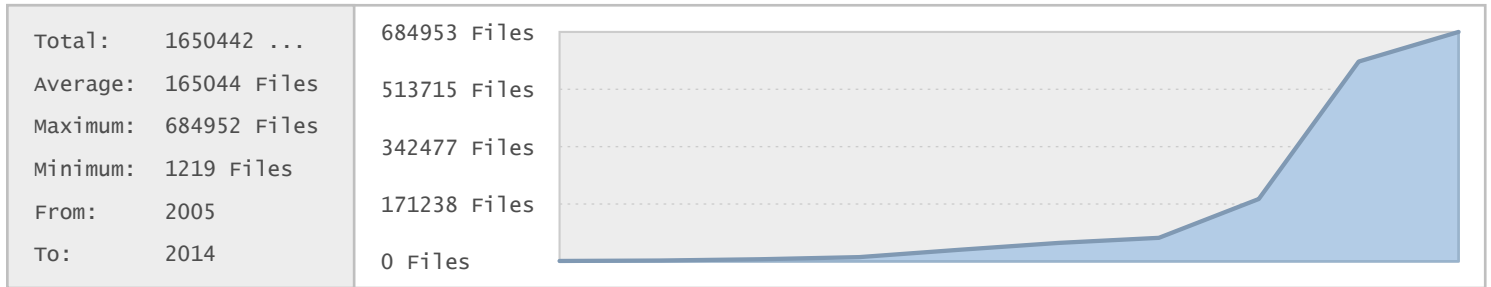 Total: 1650442 ...
Average: 165044 Files
Maximum: 684952 Files
Minimum: 1219 Files
From: 2005
To: 2014
684953 Files
513715 Files
342477 Files
171238 Files
0 Files